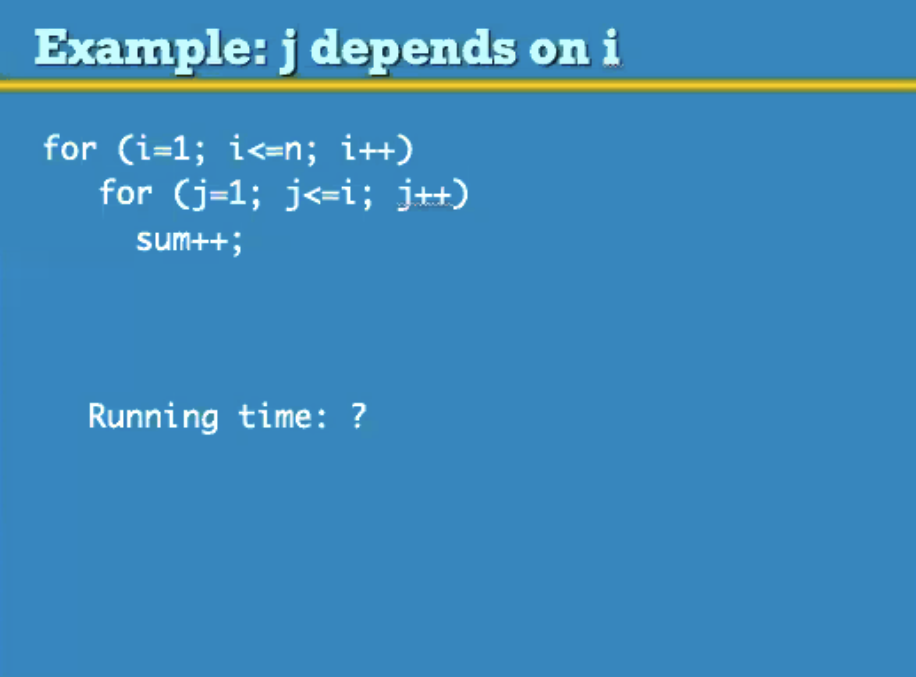 Example: j depends on i
for (i=1; i<=n; i++)
for (j=1; j<=i; j++)
sum++;
Running time: ?